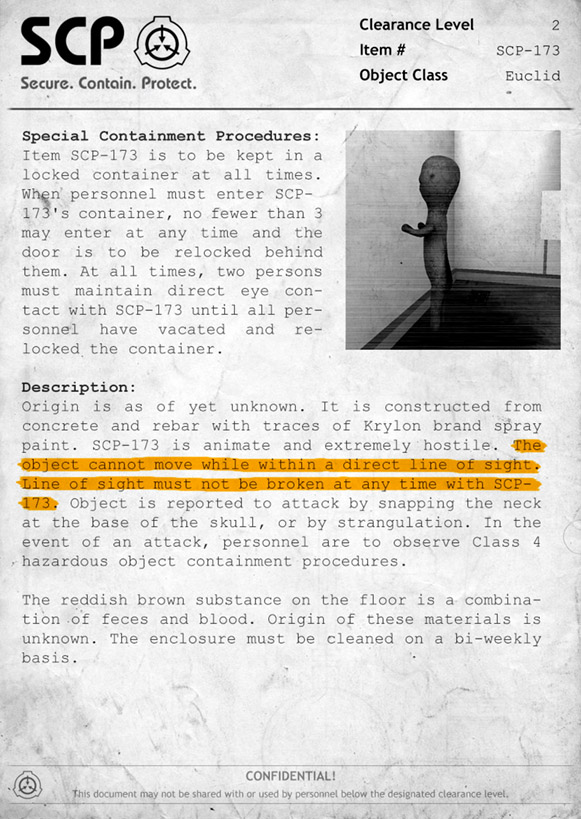 SCP
Secure. Contain. Protect.
Clearance Level 2
Item # SCP-173
Object Class Euclid
Special Containment Procedures:
Item SCP-173 is to be kept in a
locked container at all times.
When personnel must enter SCP-
173's container, no fewer than 3
may enter at any time and the
door is to be relocked behind
them. At all times, two persons
must maintain direct eye con-
tact with SCP-173 until all per-
sonnel have vacated and re-
locked the container.
Description:
Origin is as of yet unknown. It is constructed from
concrete and rebar with traces of Krylon brand spray
paint. SCP-173 is animate and extremely hostile. The
object cannot move while within a direct line of sight.
Line of sight must not be broken at any time with SCP-
173. Object is reported to attack by snapping the neck
at the base of the skull, or by strangulation. In the
event of an attack, personnel are to observe Class 4
hazardous object containment procedures.
The reddish brown substance on the floor is a combina-
tion of feces and blood. Origin of these materials is
unknown. The enclosure must be cleaned on a bi-weekly
basis.
CONFIDENTIAL!
This document may not be shared with or used by personnel below the designated clearance level.